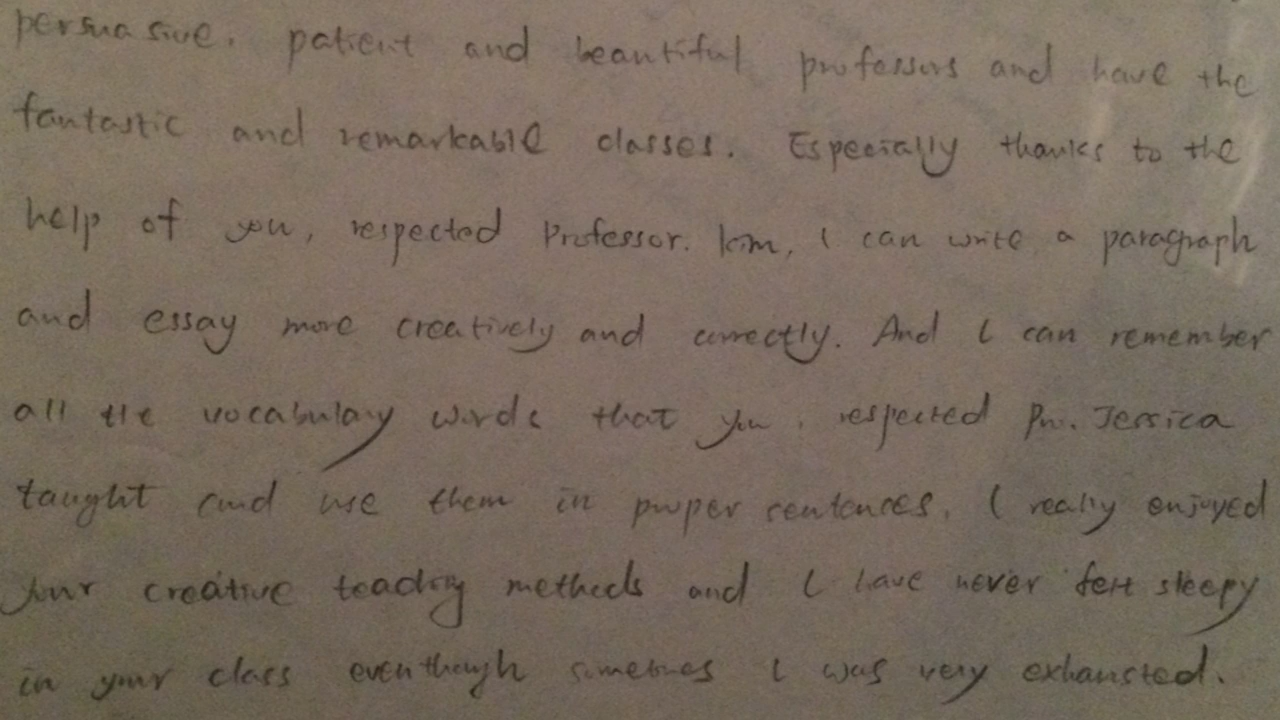 persuasive, patient and beautiful professors and have the
fantastic and remarkable classes. Especially thanks to the
help of you, respected Professor. Kim, I can write a paragraph
and essay more creatively and correctly. And I can remember
all the vocabulary words that you, respected Pro. Jessica
taught and use them in proper sentences. I really enjoyed
your creative teaching methods and I have never felt sleepy
in your class eventhough sometimes I was very exhausted.